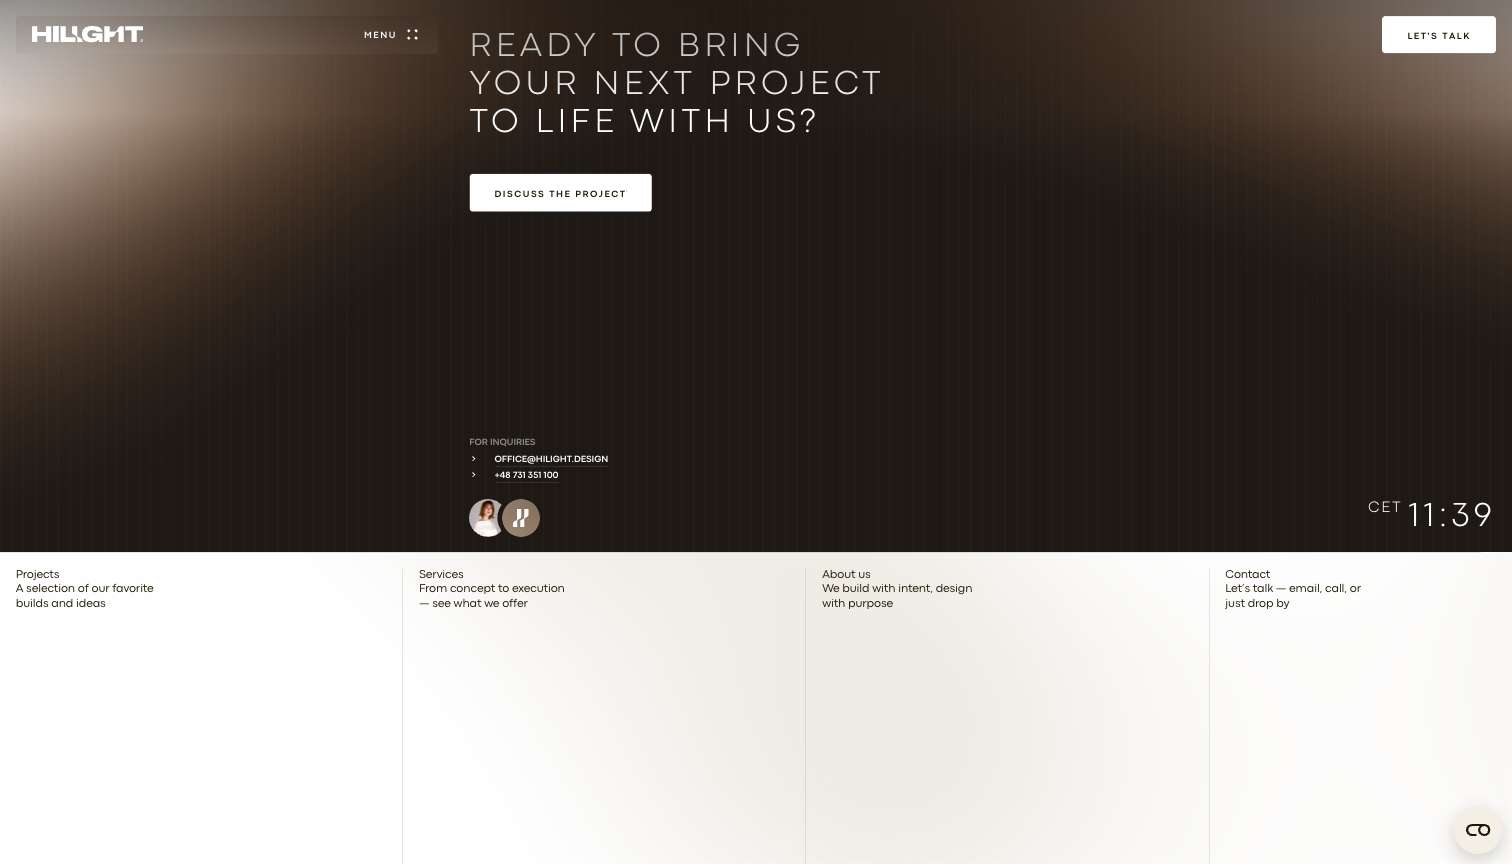 HILIGHT
MENU
LET'S TALK
READY TO BRING
YOUR NEXT PROJECT
TO LIFE WITH US?
DISCUSS THE PROJECT
FOR INQUIRIES
OFFICE@HILIGHT.DESIGN
+48 731 351 100
CET 11:39
Projects
A selection of our favorite
builds and ideas
Services
From concept to execution
— see what we offer
About us
We build with intent, design
with purpose
Contact
Let's talk — email, call, or
just drop by